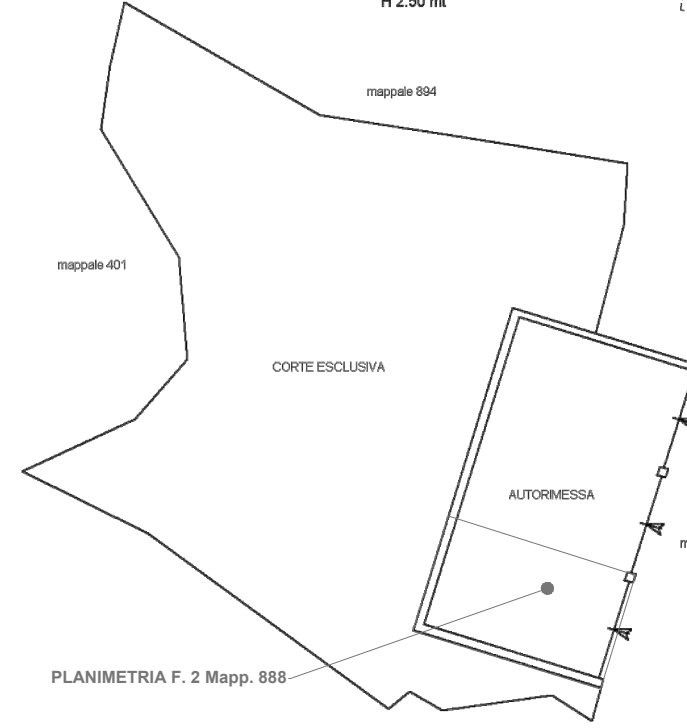 H 2.50 mt
mappale 894
mappale 401
CORTE ESCLUSIVA
AUTORIMESSA
PLANIMETRIA F. 2 Mapp. 888